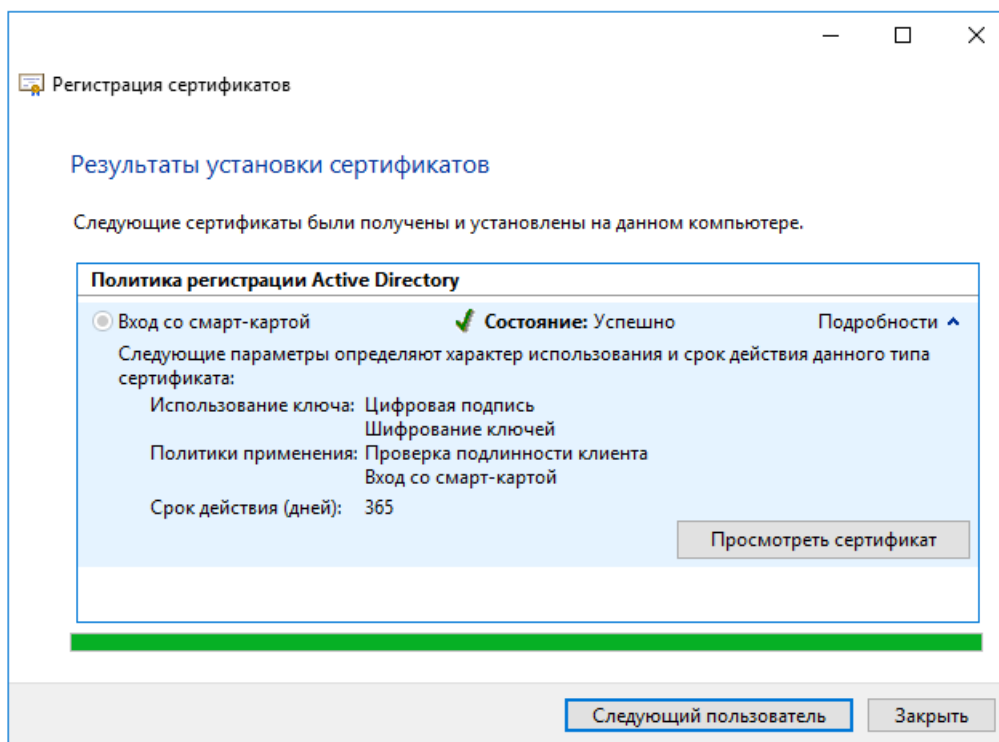 Регистрация сертификатов
Результаты установки сертификатов
Следующие сертификаты были получены и установлены на данном компьютере.
Политика регистрации Active Directory
Вход со смарт-картой Состояние: Успешно Подробности
Следующие параметры определяют характер использования и срок действия данного типа
сертификата:
Использование ключа: Цифровая подпись
Шифрование ключей
Политики применения: Проверка подлинности клиента
Вход со смарт-картой
Срок действия (дней): 365
Просмотреть сертификат
Следующий пользователь Закрыть